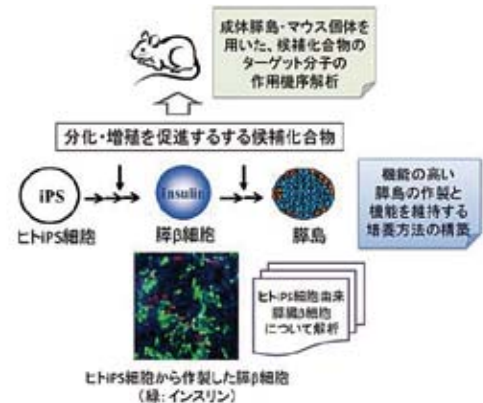 成体膵島・マウス個体を
用いた、候補化合物の
ターゲット分子の
作用機序解析
分化・増殖を促進するする候補化合物
iPS
insulin
ヒトiPS細胞
膵β細胞
膵島
機能の高い
膵島の作製と
機能を維持する
培養方法の構築
ヒトiPS細胞由来
膵臓β細胞
について解析
ヒトiPS細胞から作製した膵β細胞
(緑:インスリン)